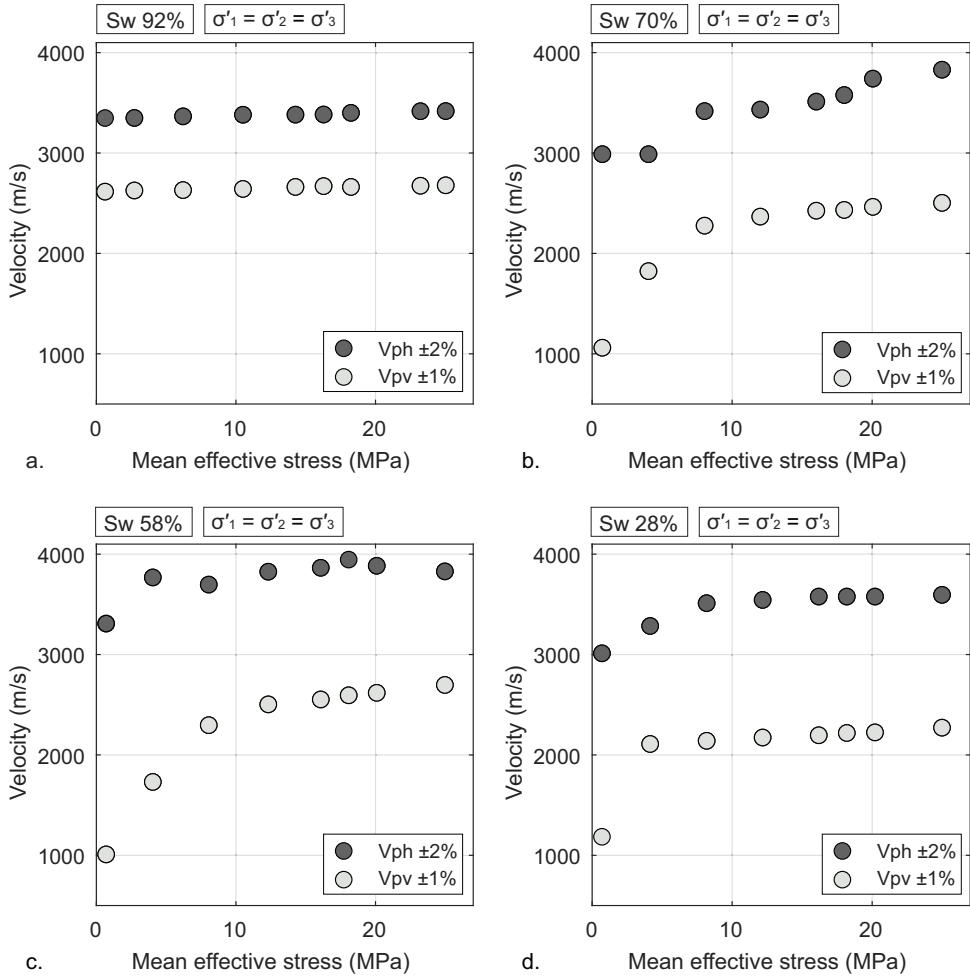 Sw 92% σ′₁ = σ′₂ = σ′₃
4000
3000
2000
1000
Velocity (m/s)
Vph ±2%
Vpv ±1%
0 10 20
a. Mean effective stress (MPa)
Sw 70% σ′₁ = σ′₂ = σ′₃
4000
3000
2000
1000
Velocity (m/s)
Vph ±2%
Vpv ±1%
0 10 20
b. Mean effective stress (MPa)
Sw 58% σ′₁ = σ′₂ = σ′₃
4000
3000
2000
1000
Velocity (m/s)
Vph ±2%
Vpv ±1%
0 10 20
c. Mean effective stress (MPa)
Sw 28% σ′₁ = σ′₂ = σ′₃
4000
3000
2000
1000
Velocity (m/s)
Vph ±2%
Vpv ±1%
0 10 20
d. Mean effective stress (MPa)